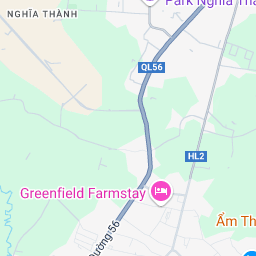 Park Nghĩa Th
NGHĨA THÀNH
QL56
HL2
Greenfield Farmstay
Ẩm Th
Đường 56